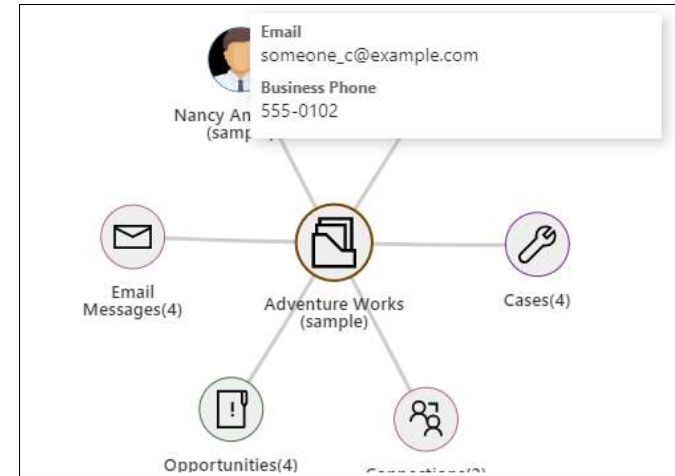 Email
someone_c@example.com
Business Phone
555-0102
Nancy An
(samp
Email
Messages(4)
Adventure Works
(sample)
Cases(4)
Opportunities(4)